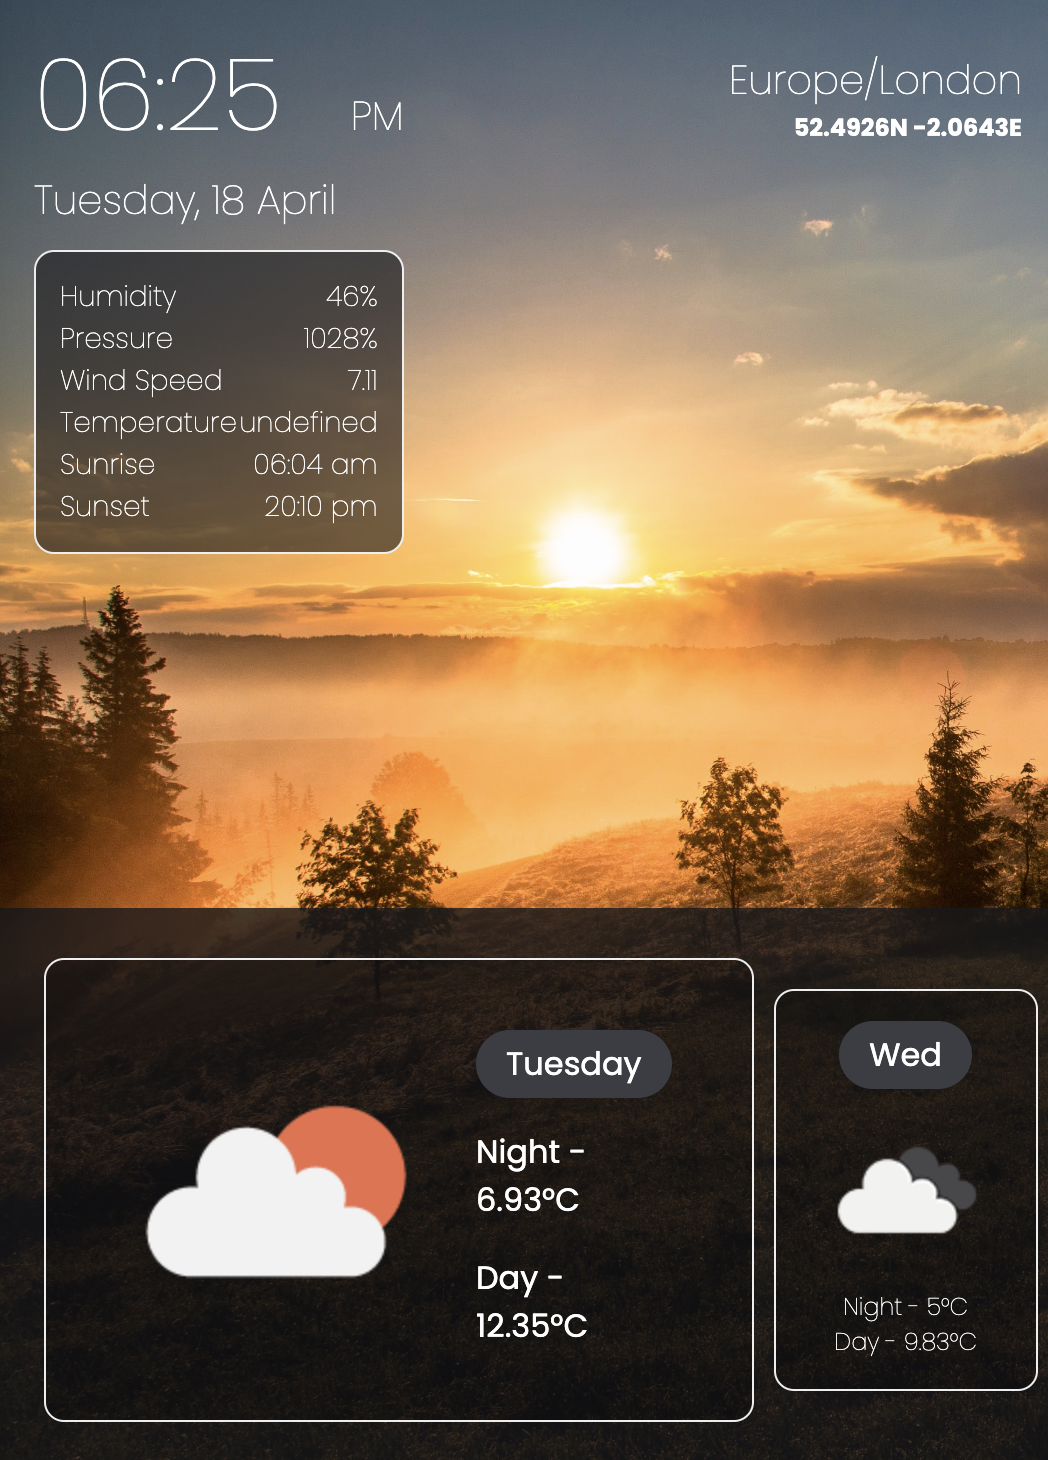 06:25 PM
Europe/London
52.4926N -2.0643E
Tuesday, 18 April
Humidity 46%
Pressure 1028%
Wind Speed 7.11
Temperature undefined
Sunrise 06:04 am
Sunset 20:10 pm
Tuesday
Night -
6.93°C
Day -
12.35°C
Wed
Night - 5°C
Day - 9.83°C